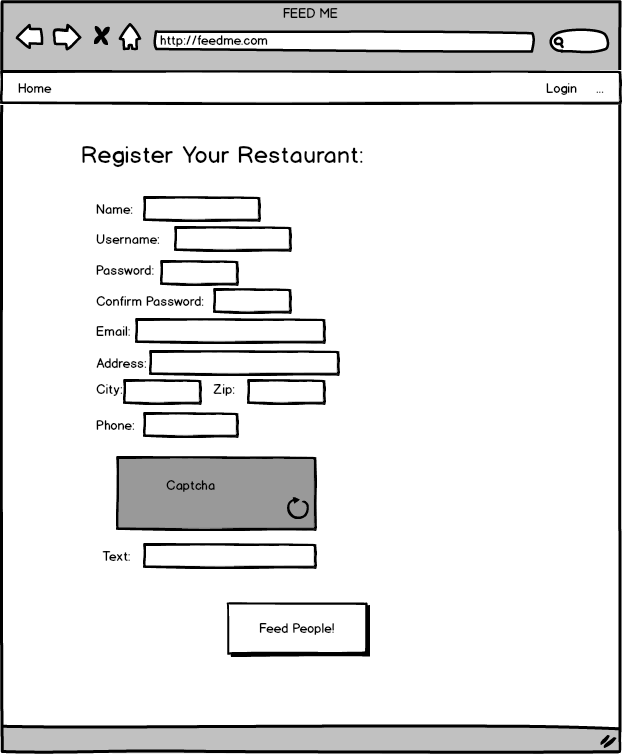 FEED ME
http://feedme.com
Home Login ...
Register Your Restaurant:
Name:
Username:
Password:
Confirm Password:
Email:
Address:
City: Zip:
Phone:
Captcha
Text:
Feed People!